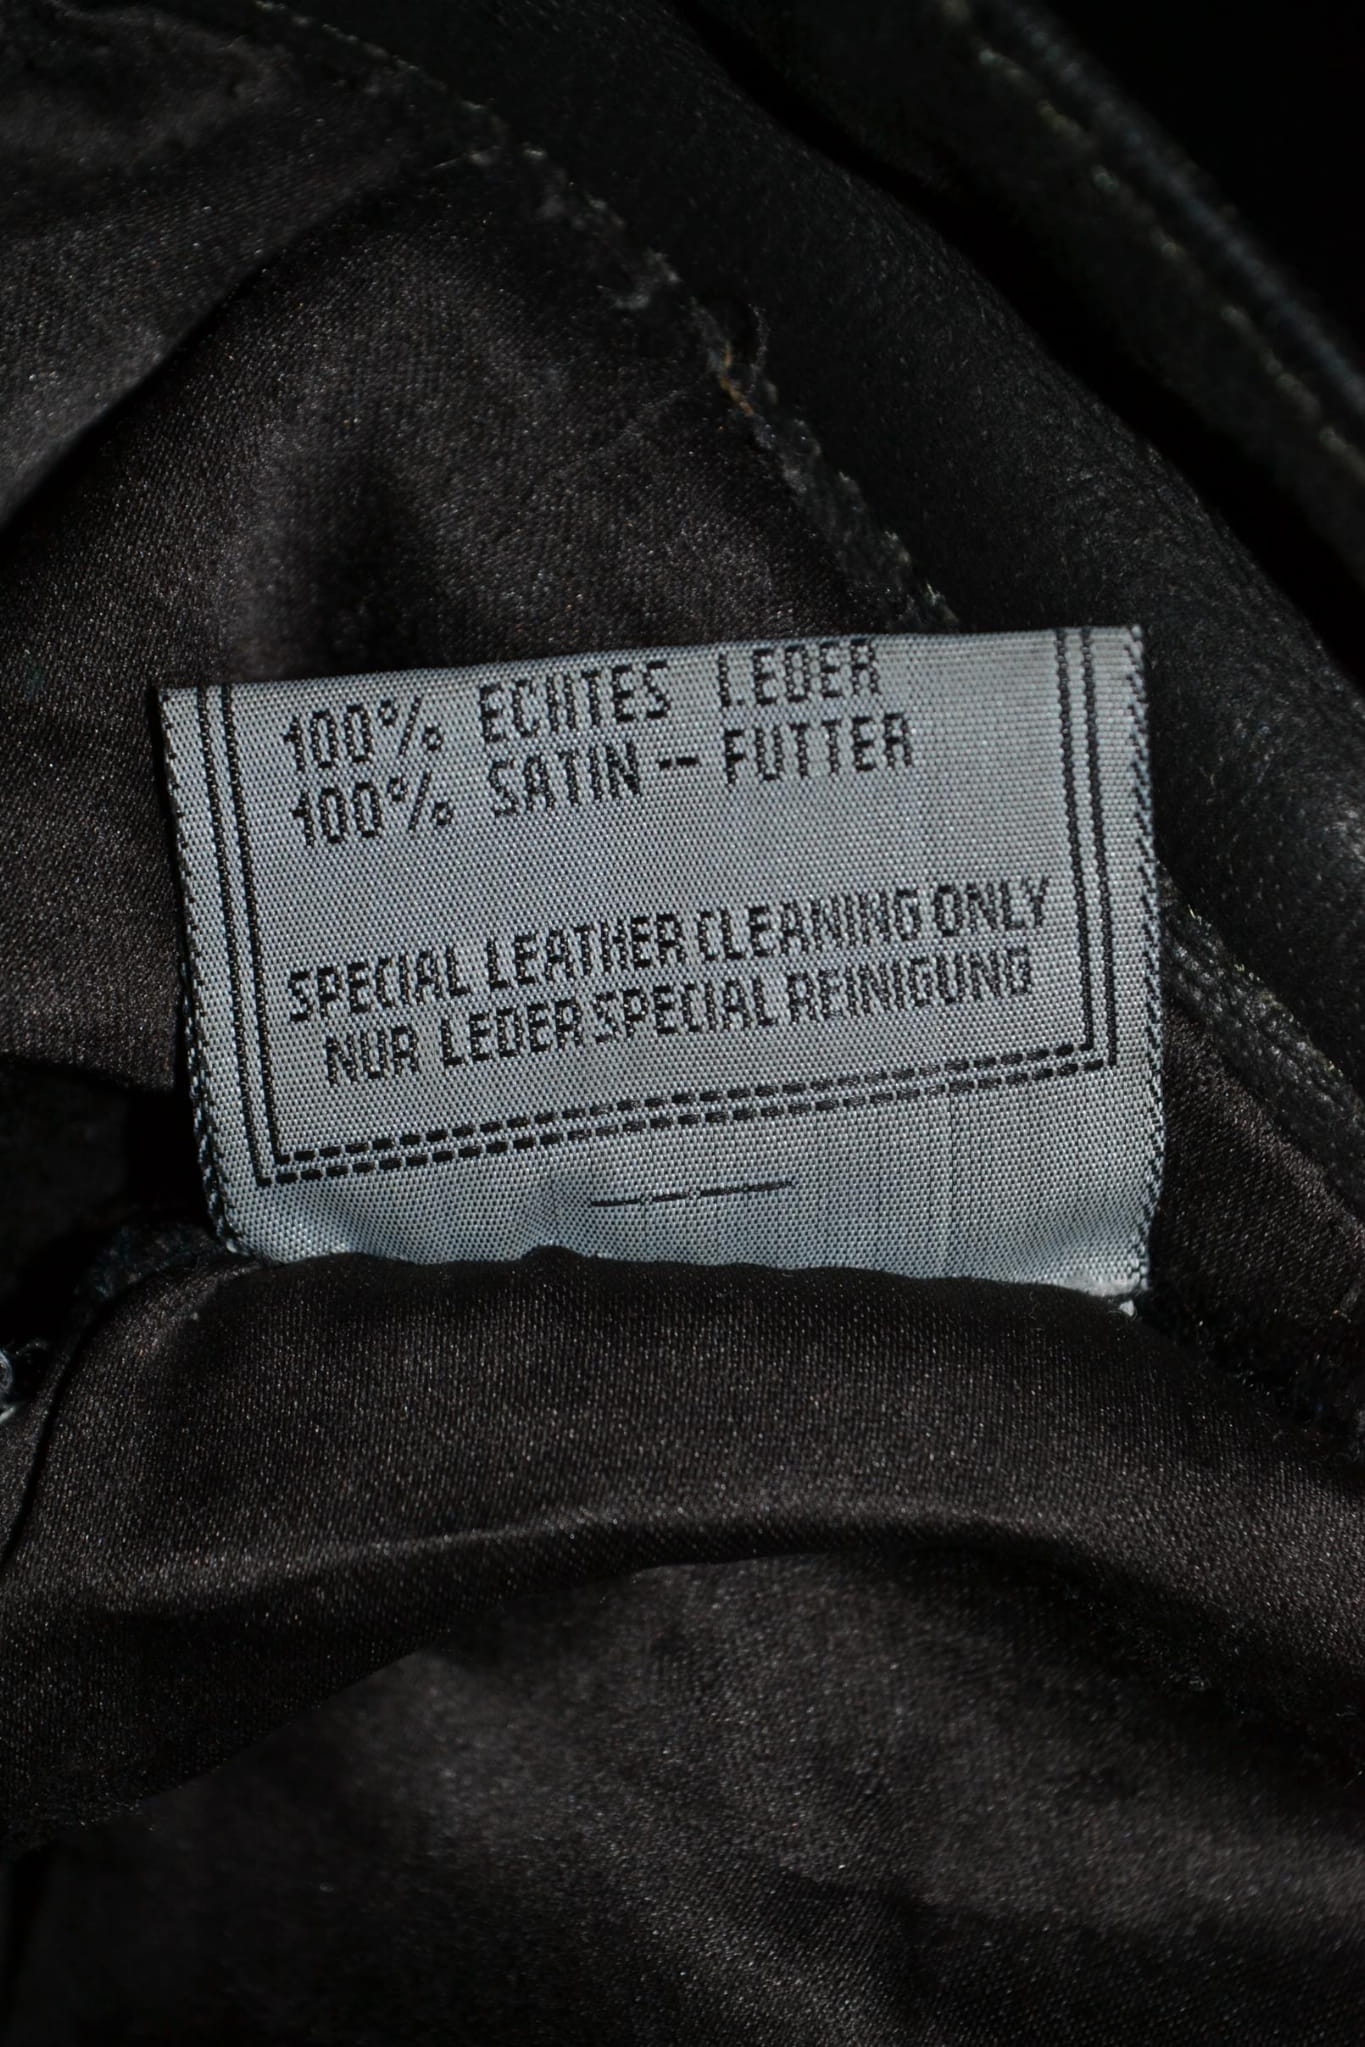 100% ECHTES LEDER
100% SATIN -- FUTTER
SPECIAL LEATHER CLEANING ONLY
NUR LEDER SPECIAL REINIGUNG